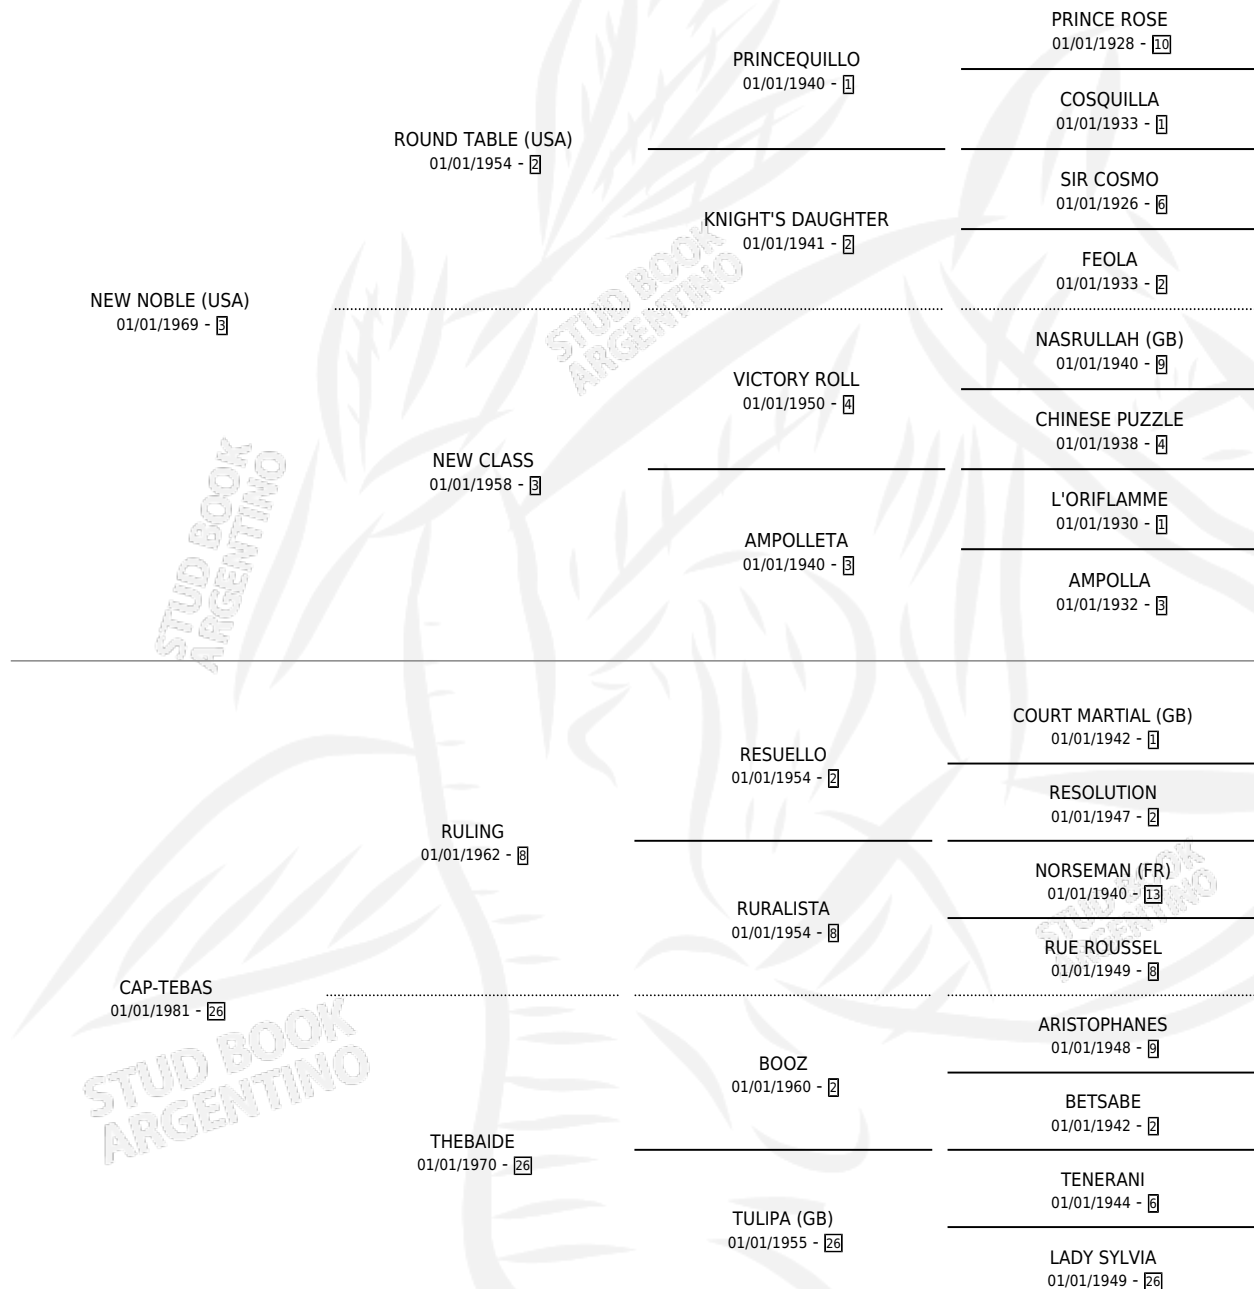 PRINCE ROSE
01/01/1928 - 10
PRINCEQUILLO
01/01/1940 - 1
COSQUILLA
01/01/1933 - 1
ROUND TABLE (USA)
01/01/1954 - 2
SIR COSMO
01/01/1926 - 6
KNIGHT'S DAUGHTER
01/01/1941 - 2
FEOLA
01/01/1933 - 2
NEW NOBLE (USA)
01/01/1969 - 3
STUD BOOK
ARGENTINO
NASRULLAH (GB)
01/01/1940 - 9
VICTORY ROLL
01/01/1950 - 4
CHINESE PUZZLE
01/01/1938 - 4
NEW CLASS
01/01/1958 - 3
L'ORIFLAMME
01/01/1930 - 1
AMPOLLETA
01/01/1940 - 3
AMPOLLA
01/01/1932 - 3
STUD BOOK
ARGENTINO
COURT MARTIAL (GB)
01/01/1942 - 1
RESUELLO
01/01/1954 - 2
RESOLUTION
01/01/1947 - 2
RULING
01/01/1962 - 8
NORSEMAN (FR)
01/01/1940 - 13
RURALISTA
01/01/1954 - 8
STUD BOOK
ARGENTINO
RUE ROUSSEL
01/01/1949 - 8
CAP-TEBAS
01/01/1981 - 26
STUD BOOK
ARGENTINO
ARISTOPHANES
01/01/1948 - 9
BOOZ
01/01/1960 - 2
BETSABE
01/01/1942 - 2
THEBAIDE
01/01/1970 - 26
TENERANI
01/01/1944 - 6
TULIPA (GB)
01/01/1955 - 26
LADY SYLVIA
01/01/1949 - 26